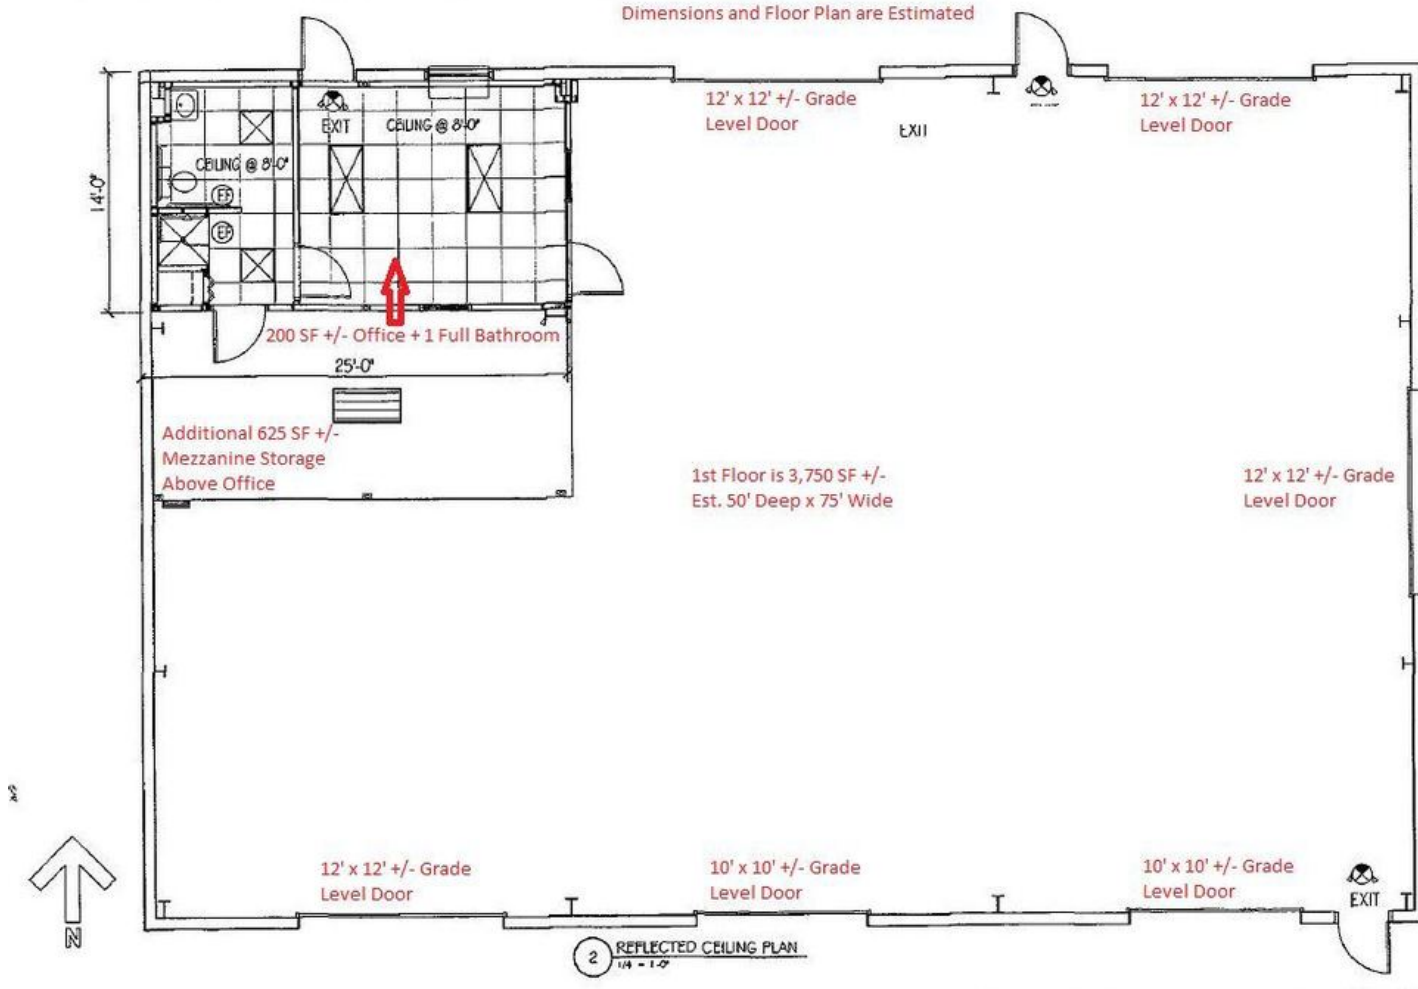 Dimensions and Floor Plan are Estimated
12' x 12' +/- Grade
Level Door
EXIT
12' x 12' +/- Grade
Level Door
EXIT
CEILING @ 8'-0"
CEILING @ 8'-0"
EF
EF
14'-0"
200 SF +/- Office + 1 Full Bathroom
25'-0"
Additional 625 SF +/-
Mezzanine Storage
Above Office
1st Floor is 3,750 SF +/-
Est. 50' Deep x 75' Wide
12' x 12' +/- Grade
Level Door
12' x 12' +/- Grade
Level Door
10' x 10' +/- Grade
Level Door
10' x 10' +/- Grade
Level Door
EXIT
N
2
REFLECTED CEILING PLAN
1/4 = 1'-0"